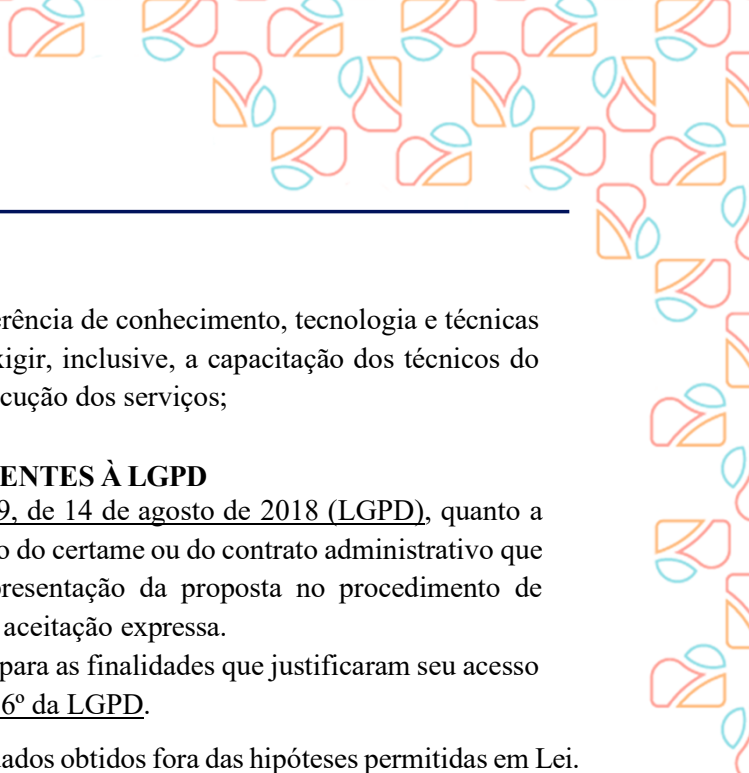 erência de conhecimento, tecnologia e técnicas
xigir, inclusive, a capacitação dos técnicos do
cução dos serviços;
ENTES À LGPD
9, de 14 de agosto de 2018 (LGPD), quanto a
o do certame ou do contrato administrativo que
presentação da proposta no procedimento de
aceitação expressa.
para as finalidades que justificaram seu acesso
6º da LGPD.
dados obtidos fora das hipóteses permitidas em Lei.